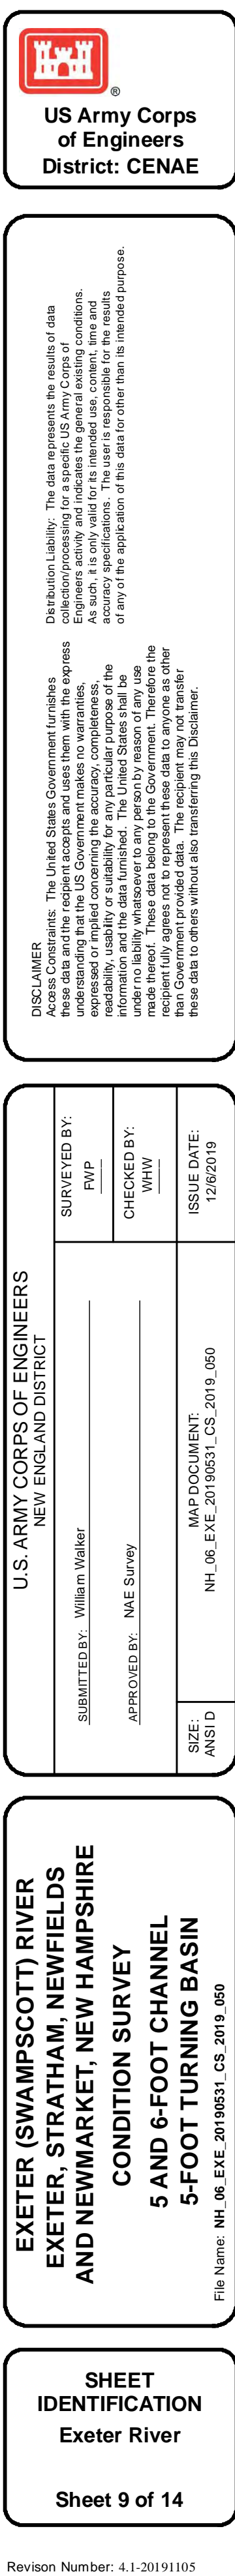 ®
US Army Corps
of Engineers
District: CENAE
DISCLAIMER
Access Constraints: The United States Government furnishes
these data and the recipient accepts and uses them with the express
understanding that the US Government makes no warranties,
expressed or implied concerning the accuracy, completeness,
readability, usability or suitability for any particular purpose of the
information and the data furnished. The United States shall be
under no liability whatsoever to any person by reason of any use
made thereof. These data belong to the Government. Therefore the
recipient fully agrees not to represent these data to anyone as other
than Government provided data. The recipient may not transfer
these data to others without also transferring this Disclaimer.
Distribution Liability: The data represents the results of data
collection/processing for a specific US Army Corps of
Engineers activity and indicates the general existing conditions.
As such, it is only valid for its intended use, content, time and
accuracy specifications. The user is responsible for the results
of any of the application of this data for other than its intended purpose.
U.S. ARMY CORPS OF ENGINEERS
NEW ENGLAND DISTRICT
SUBMITTED BY: William Walker
APPROVED BY: NAE Survey
SURVEYED BY:
FWP
CHECKED BY:
WHW
SIZE:
ANSI D
MAP DOCUMENT:
NH_06_EXE_20190531_CS_2019_050
ISSUE DATE:
12/6/2019
EXETER (SWAMPSCOTT) RIVER
EXETER, STRATHAM, NEWFIELDS
AND NEWMARKET, NEW HAMPSHIRE
CONDITION SURVEY
5 AND 6-FOOT CHANNEL
5-FOOT TURNING BASIN
File Name: NH_06_EXE_20190531_CS_2019_050
SHEET
IDENTIFICATION
Exeter River
Sheet 9 of 14
Revison Number: 4.1-20191105